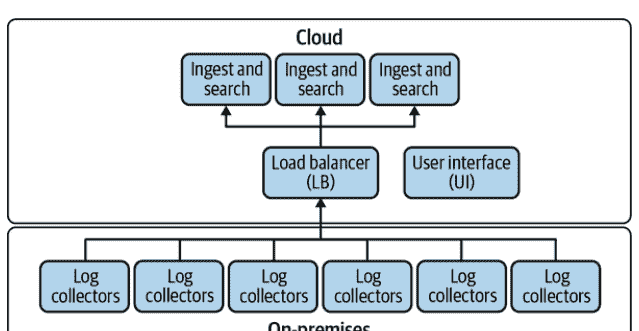 Cloud
Ingest and
search
Ingest and
search
Ingest and
search
Load balancer
(LB)
User interface
(UI)
Log
collectors
Log
collectors
Log
collectors
Log
collectors
Log
collectors
Log
collectors
On-premises